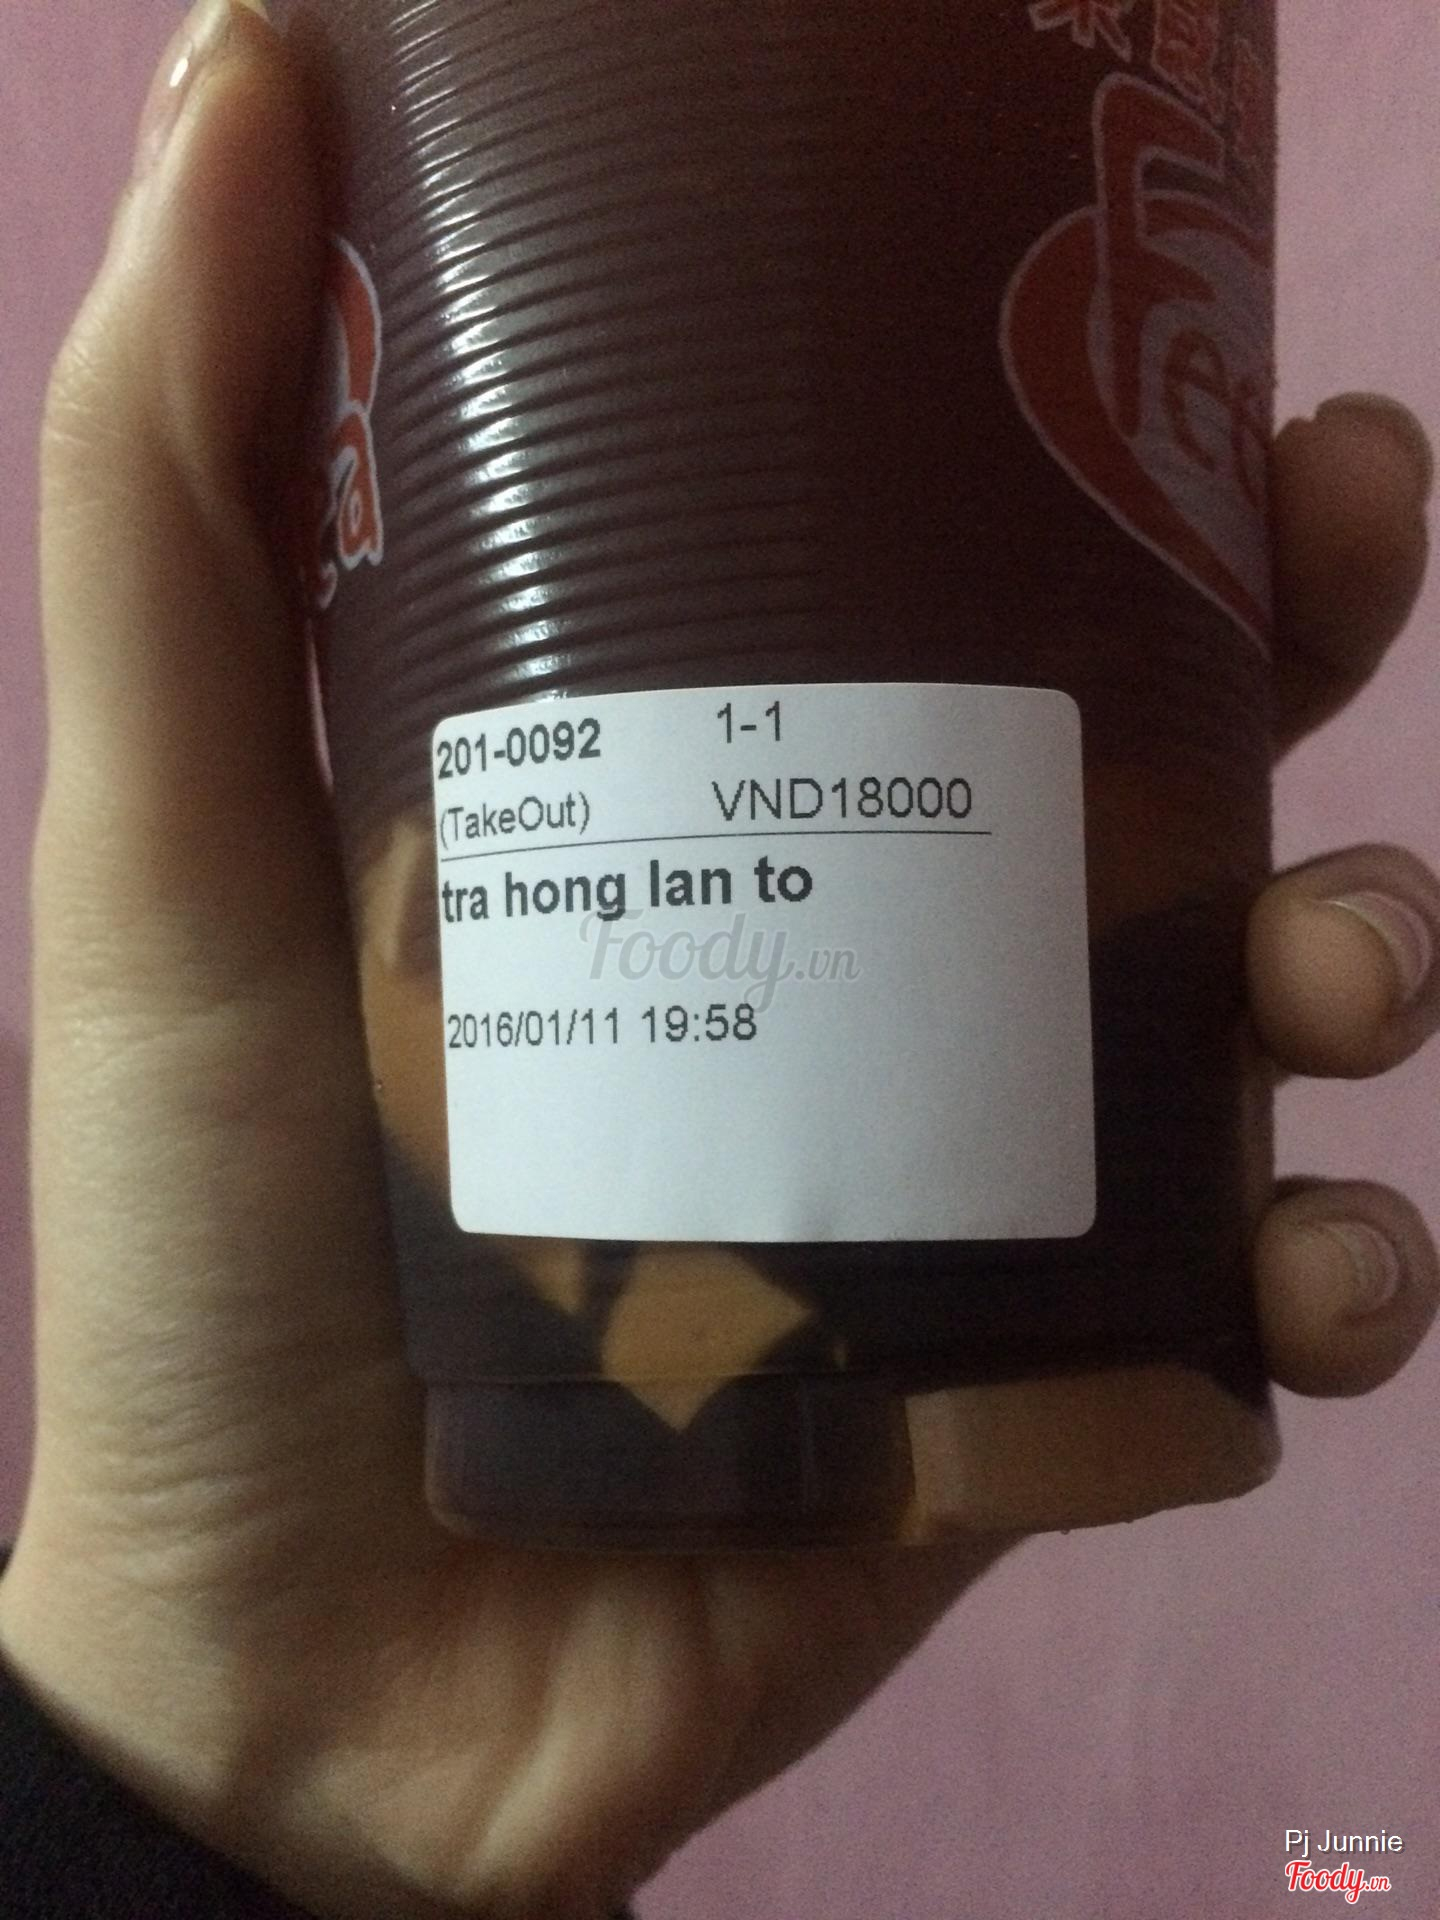 201-0092 1-1
(TakeOut) VND18000
tra hong lan to
Foody.vn
2016/01/11 19:58
Pj Junnie
Foody.vn